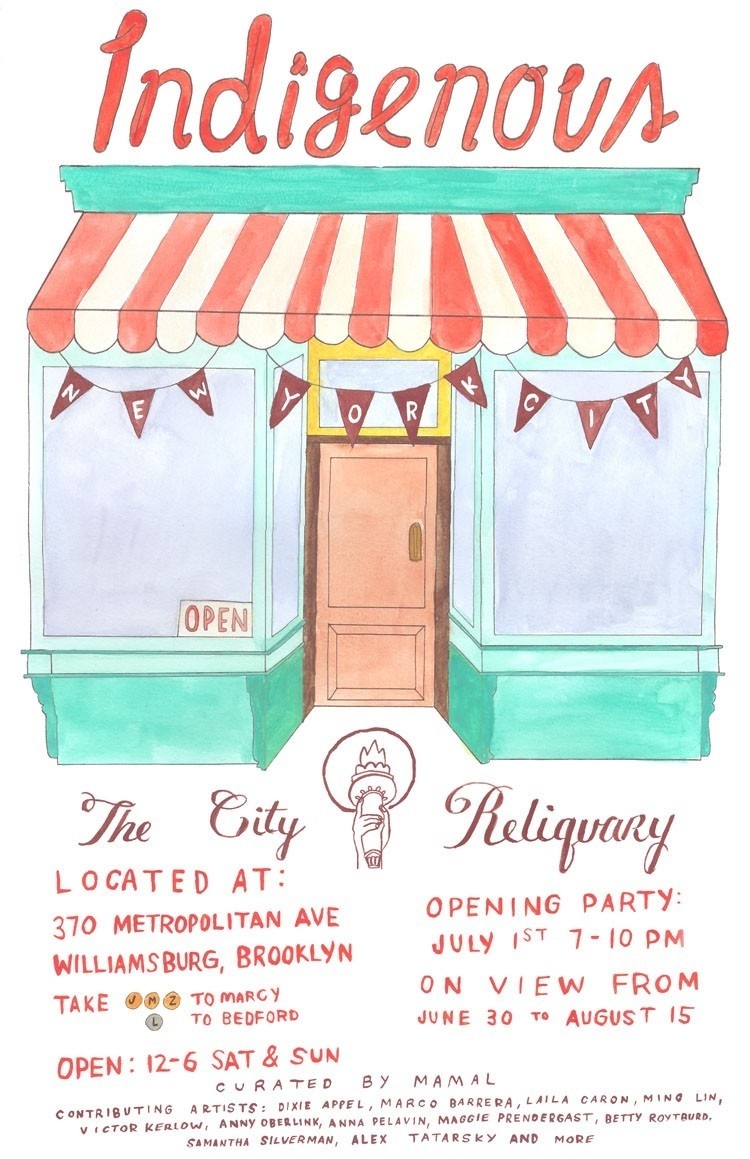 Indigenous
NEW YORK CITY
OPEN
The City Reliquary
LOCATED AT:
370 METROPOLITAN AVE
WILLIAMSBURG, BROOKLYN
TAKE J M Z TO MARCY
L TO BEDFORD
OPEN: 12-6 SAT & SUN
OPENING PARTY:
JULY 1ST 7-10 PM
ON VIEW FROM
JUNE 30 TO AUGUST 15
CURATED BY MAMAL
CONTRIBUTING ARTISTS: DIXIE APPEL, MARCO BARRERA, LAILA CARON, MING LIN,
VICTOR KERLOW, ANNY OBERLINK, ANNA PELAVIN, MAGGIE PRENDERGAST, BETTY ROYTBURD,
SAMANTHA SILVERMAN, ALEX TATARSKY AND MORE